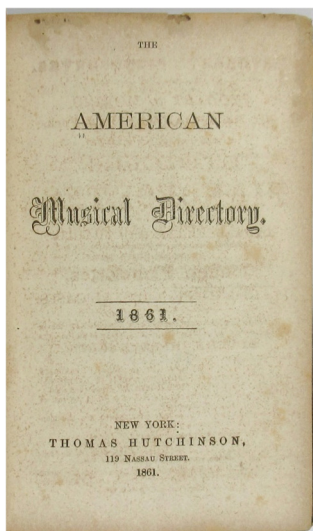 THE
AMERICAN
Musical Directory.
1861.
NEW YORK:
THOMAS HUTCHINSON,
119 NASSAU STREET.
1861.